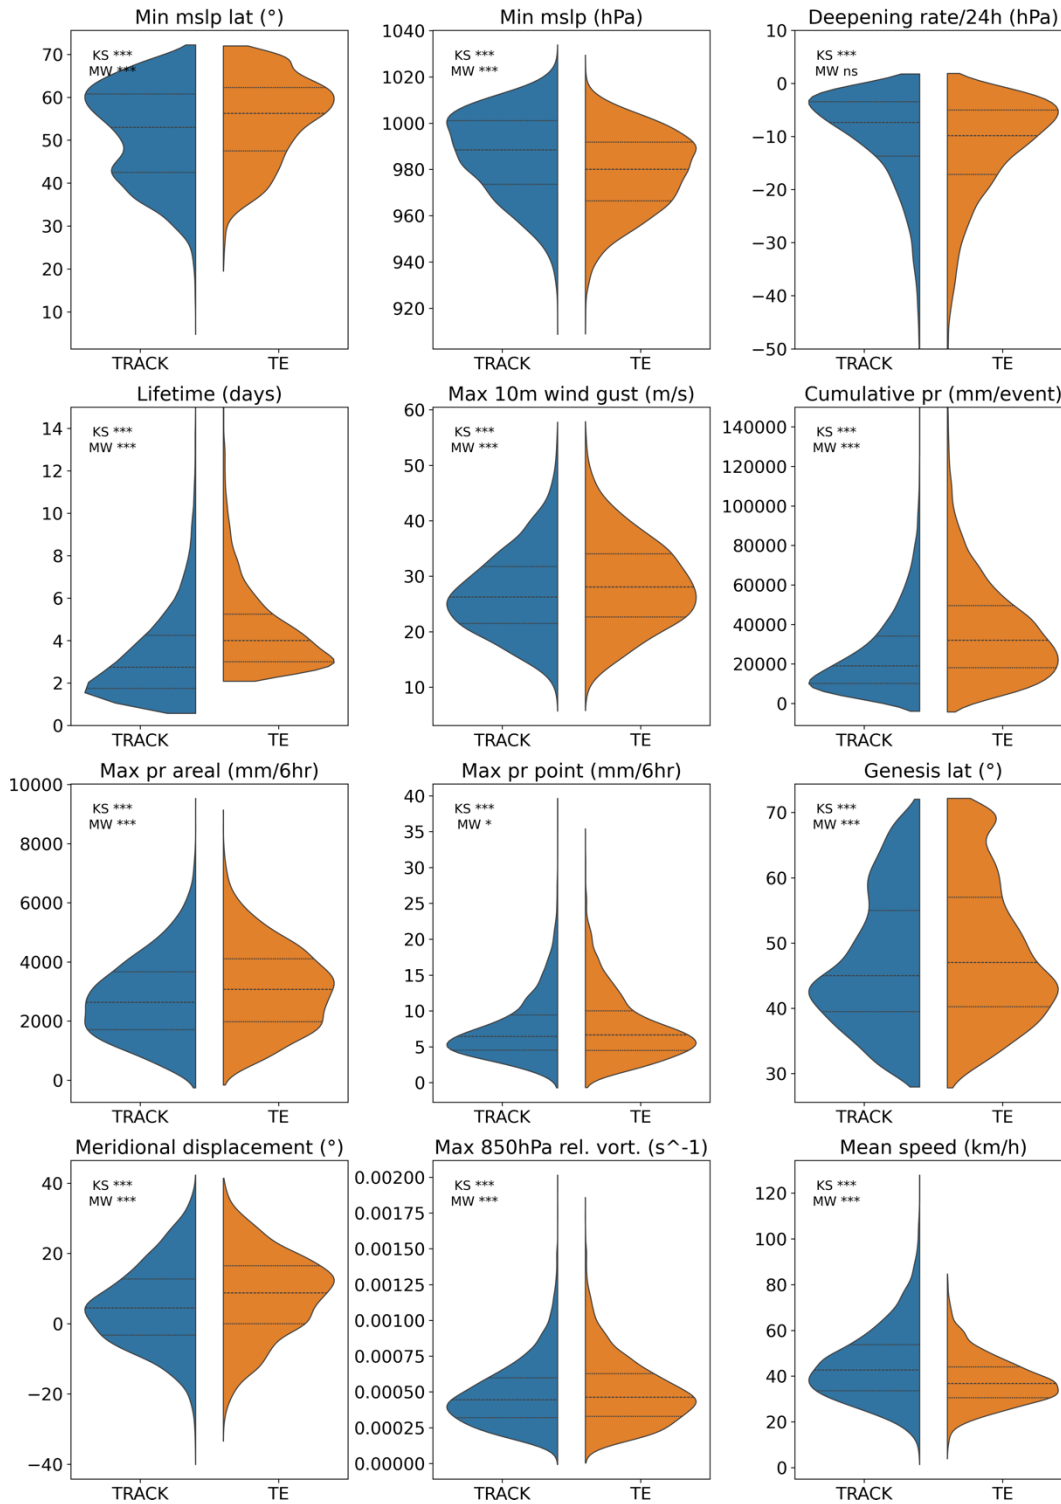 Min mslp lat (°)
KS ***
MW ***
70
60
50
40
30
20
10
TRACK TE
Min mslp (hPa)
KS ***
MW ***
1040
1020
1000
980
960
940
920
TRACK TE
Deepening rate/24h (hPa)
KS ***
MW ns
10
0
−10
−20
−30
−40
−50
TRACK TE
Lifetime (days)
KS ***
MW ***
14
12
10
8
6
4
2
0
TRACK TE
Max 10m wind gust (m/s)
KS ***
MW ***
60
50
40
30
20
10
TRACK TE
Cumulative pr (mm/event)
KS ***
MW ***
140000
120000
100000
80000
60000
40000
20000
0
TRACK TE
Max pr areal (mm/6hr)
KS ***
MW ***
10000
8000
6000
4000
2000
0
TRACK TE
Max pr point (mm/6hr)
KS ***
MW *
40
35
30
25
20
15
10
5
0
TRACK TE
Genesis lat (°)
KS ***
MW ***
70
60
50
40
30
TRACK TE
Meridional displacement (°)
KS ***
MW ***
40
20
0
−20
−40
TRACK TE
Max 850hPa rel. vort. (s^-1)
KS ***
MW ***
0.00200
0.00175
0.00150
0.00125
0.00100
0.00075
0.00050
0.00025
0.00000
TRACK TE
Mean speed (km/h)
KS ***
MW ***
120
100
80
60
40
20
0
TRACK TE